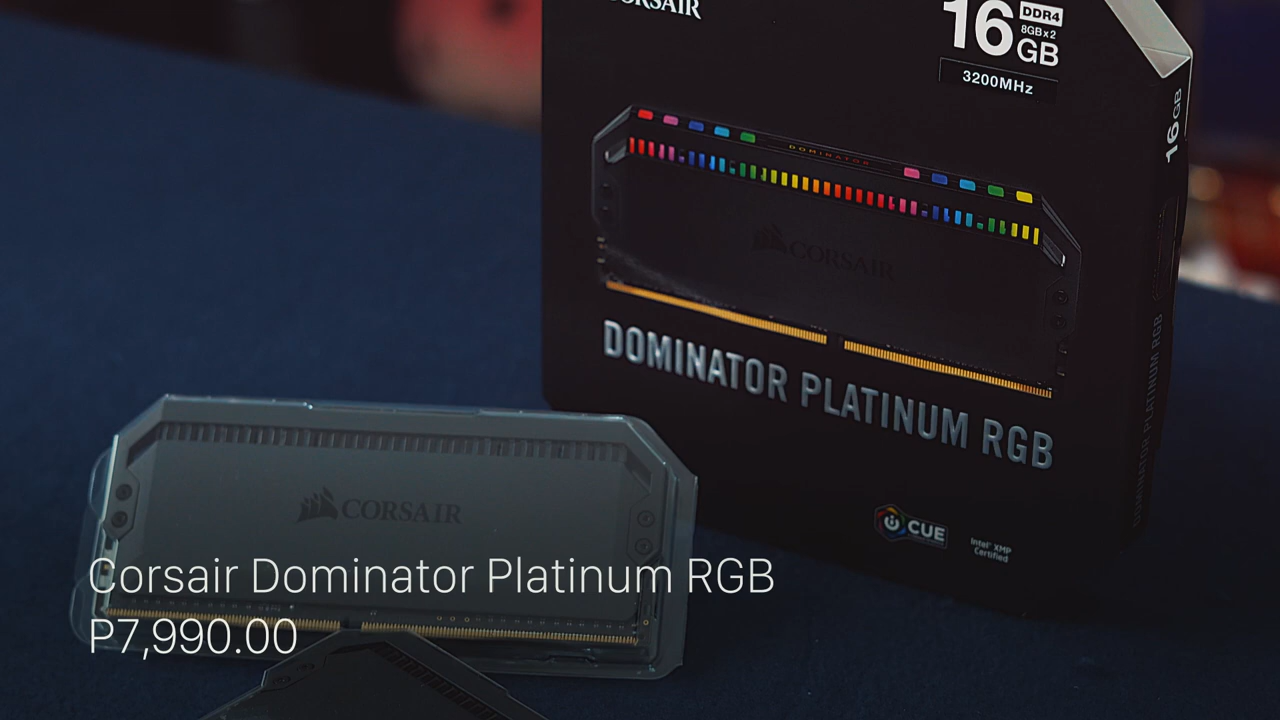 CORSAIR
16GB
DDR4
8GBx2
3200MHz
16GB
DOMINATOR
CORSAIR
DOMINATOR PLATINUM RGB
DOMINATOR PLATINUM RGB
iCUE
Intel® XMP
Certified
CORSAIR
Corsair Dominator Platinum RGB
P7,990.00